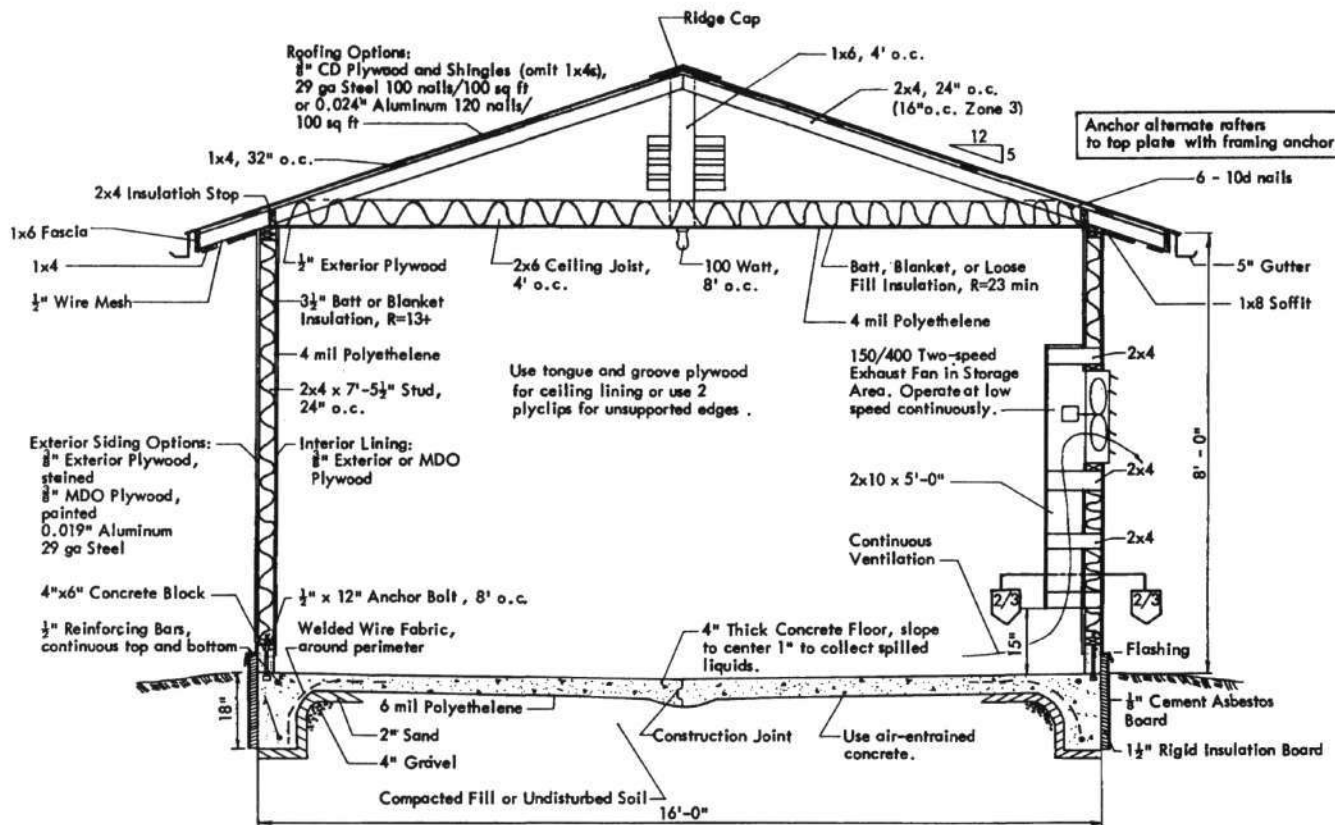 Ridge Cap
Roofing Options:
3/8" CD Plywood and Shingles (omit 1x4s),
29 ga Steel 100 nails/100 sq ft
or 0.024" Aluminum 120 nails/
100 sq ft
1x6, 4' o.c.
2x4, 24" o.c.
(16"o.c. Zone 3)
12
5
Anchor alternate rafters
to top plate with framing anchor
1x4, 32" o.c.
2x4 Insulation Stop
6 - 10d nails
1x6 Fascia
1x4
½" Wire Mesh
½" Exterior Plywood
3½" Batt or Blanket
Insulation, R=13+
2x6 Ceiling Joist,
4' o.c.
100 Watt,
8' o.c.
Batt, Blanket, or Loose
Fill Insulation, R=23 min
5" Gutter
1x8 Soffit
4 mil Polyethelene
4 mil Polyethelene
2x4 x 7'-5½" Stud,
24" o.c.
Use tongue and groove plywood
for ceiling lining or use 2
plyclips for unsupported edges .
150/400 Two-speed
Exhaust Fan in Storage
Area. Operate at low
speed continuously.
2x4
8' - 0"
Exterior Siding Options:
3/8" Exterior Plywood,
stained
3/8" MDO Plywood,
painted
0.019" Aluminum
29 ga Steel
Interior Lining:
3/8" Exterior or MDO
Plywood
2x10 x 5'-0"
2x4
2x4
Continuous
Ventilation
2/3
2/3
4"x6" Concrete Block
½" Reinforcing Bars,
continuous top and bottom
½" x 12" Anchor Bolt , 8' o.c.
Welded Wire Fabric,
around perimeter
4" Thick Concrete Floor, slope
to center 1" to collect spilled
liquids.
15"
Flashing
18"
6 mil Polyethelene
2" Sand
4" Gravel
Construction Joint
Use air-entrained
concrete.
⅛" Cement Asbestos
Board
1½" Rigid Insulation Board
Compacted Fill or Undisturbed Soil
16'-0"